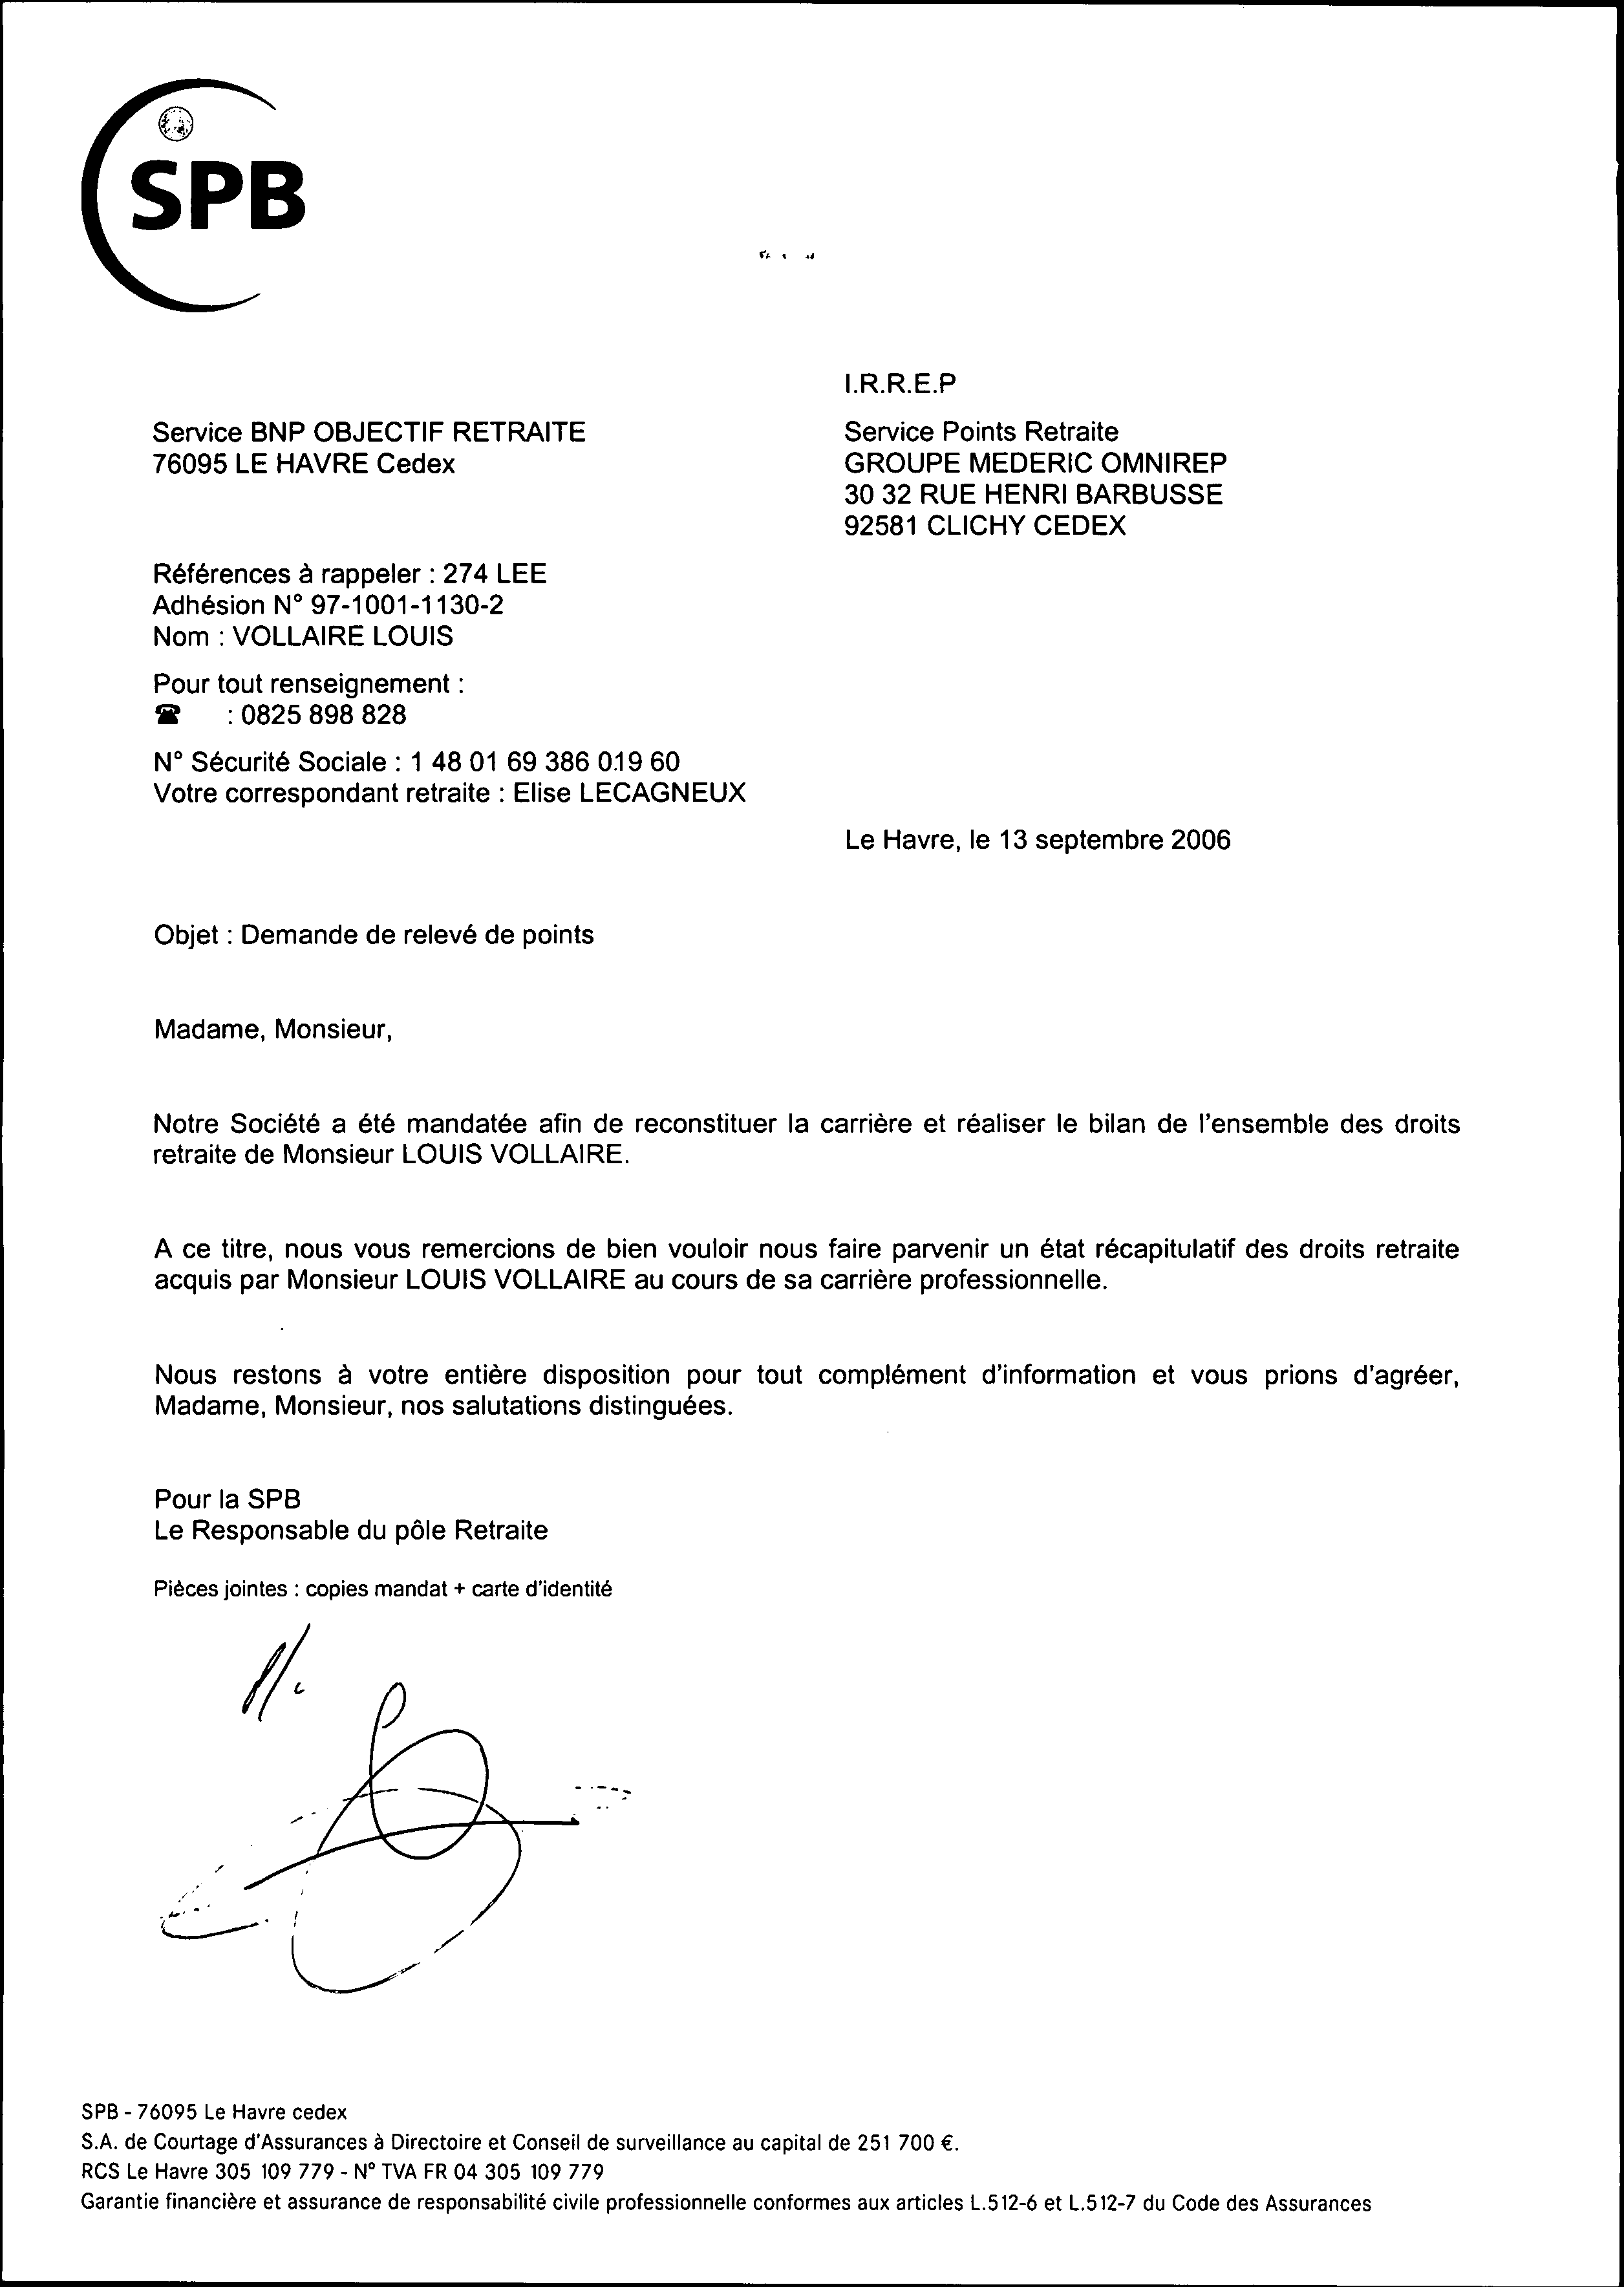 SPB
I.R.R.E.P
Service BNP OBJECTIF RETRAITE
76095 LE HAVRE Cedex
Service Points Retraite
GROUPE MEDERIC OMNIREP
30 32 RUE HENRI BARBUSSE
92581 CLICHY CEDEX
Références à rappeler : 274 LEE
Adhésion N° 97-1001-1130-2
Nom : VOLLAIRE LOUIS
Pour tout renseignement :
☎ : 0825 898 828
N° Sécurité Sociale : 1 48 01 69 386 019 60
Votre correspondant retraite : Elise LECAGNEUX
Le Havre, le 13 septembre 2006
Objet : Demande de relevé de points
Madame, Monsieur,
Notre Société a été mandatée afin de reconstituer la carrière et réaliser le bilan de l'ensemble des droits
retraite de Monsieur LOUIS VOLLAIRE.
A ce titre, nous vous remercions de bien vouloir nous faire parvenir un état récapitulatif des droits retraite
acquis par Monsieur LOUIS VOLLAIRE au cours de sa carrière professionnelle.
Nous restons à votre entière disposition pour tout complément d'information et vous prions d'agréer,
Madame, Monsieur, nos salutations distinguées.
Pour la SPB
Le Responsable du pôle Retraite
Pièces jointes : copies mandat + carte d'identité
SPB - 76095 Le Havre cedex
S.A. de Courtage d'Assurances à Directoire et Conseil de surveillance au capital de 251 700 €.
RCS Le Havre 305 109 779 - N° TVA FR 04 305 109 779
Garantie financière et assurance de responsabilité civile professionnelle conformes aux articles L.512-6 et L.512-7 du Code des Assurances